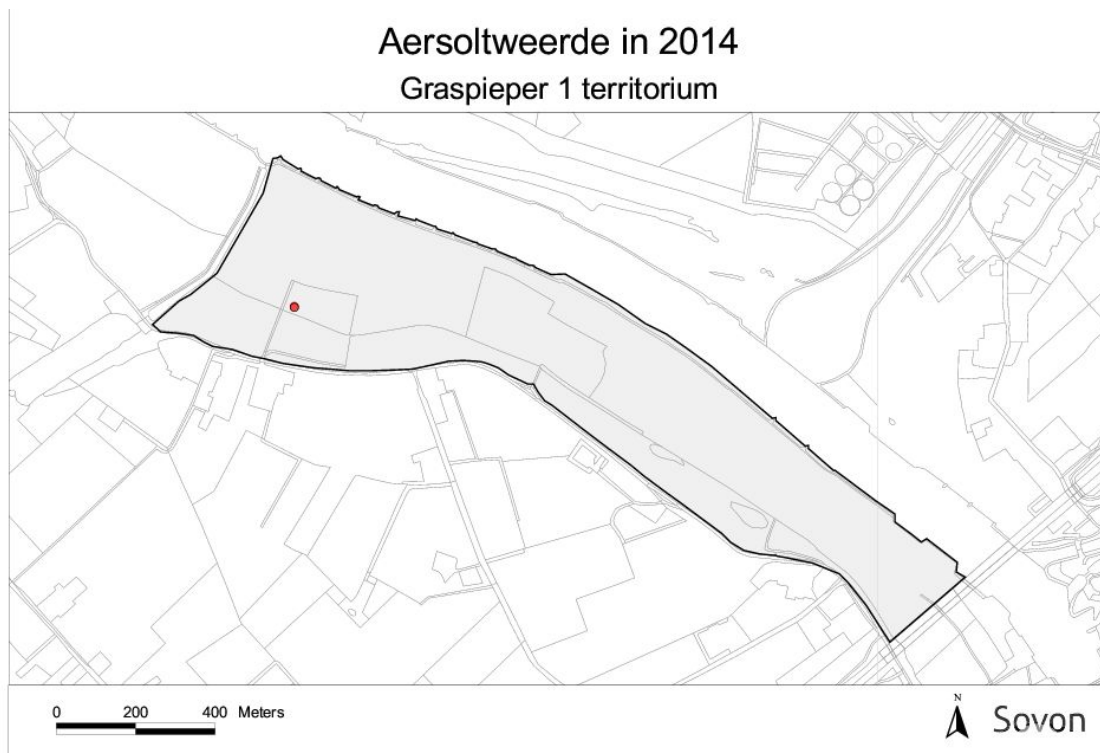 Aersoltweerde in 2014
Graspieper 1 territorium
0 200 400 Meters
N
Sovon